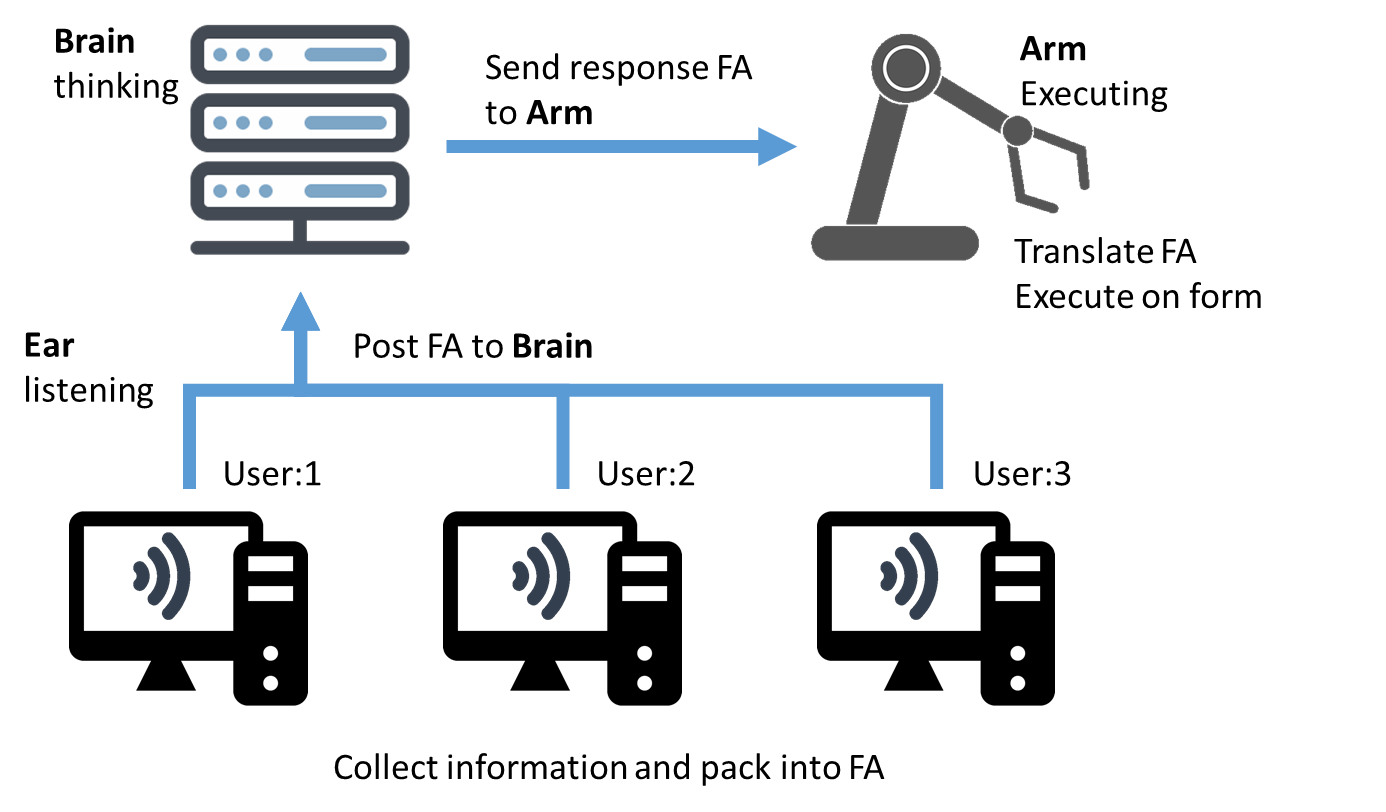 Brain
thinking
Send response FA
to Arm
Arm
Executing
Translate FA
Execute on form
Ear
listening
Post FA to Brain
User:1
User:2
User:3
Collect information and pack into FA